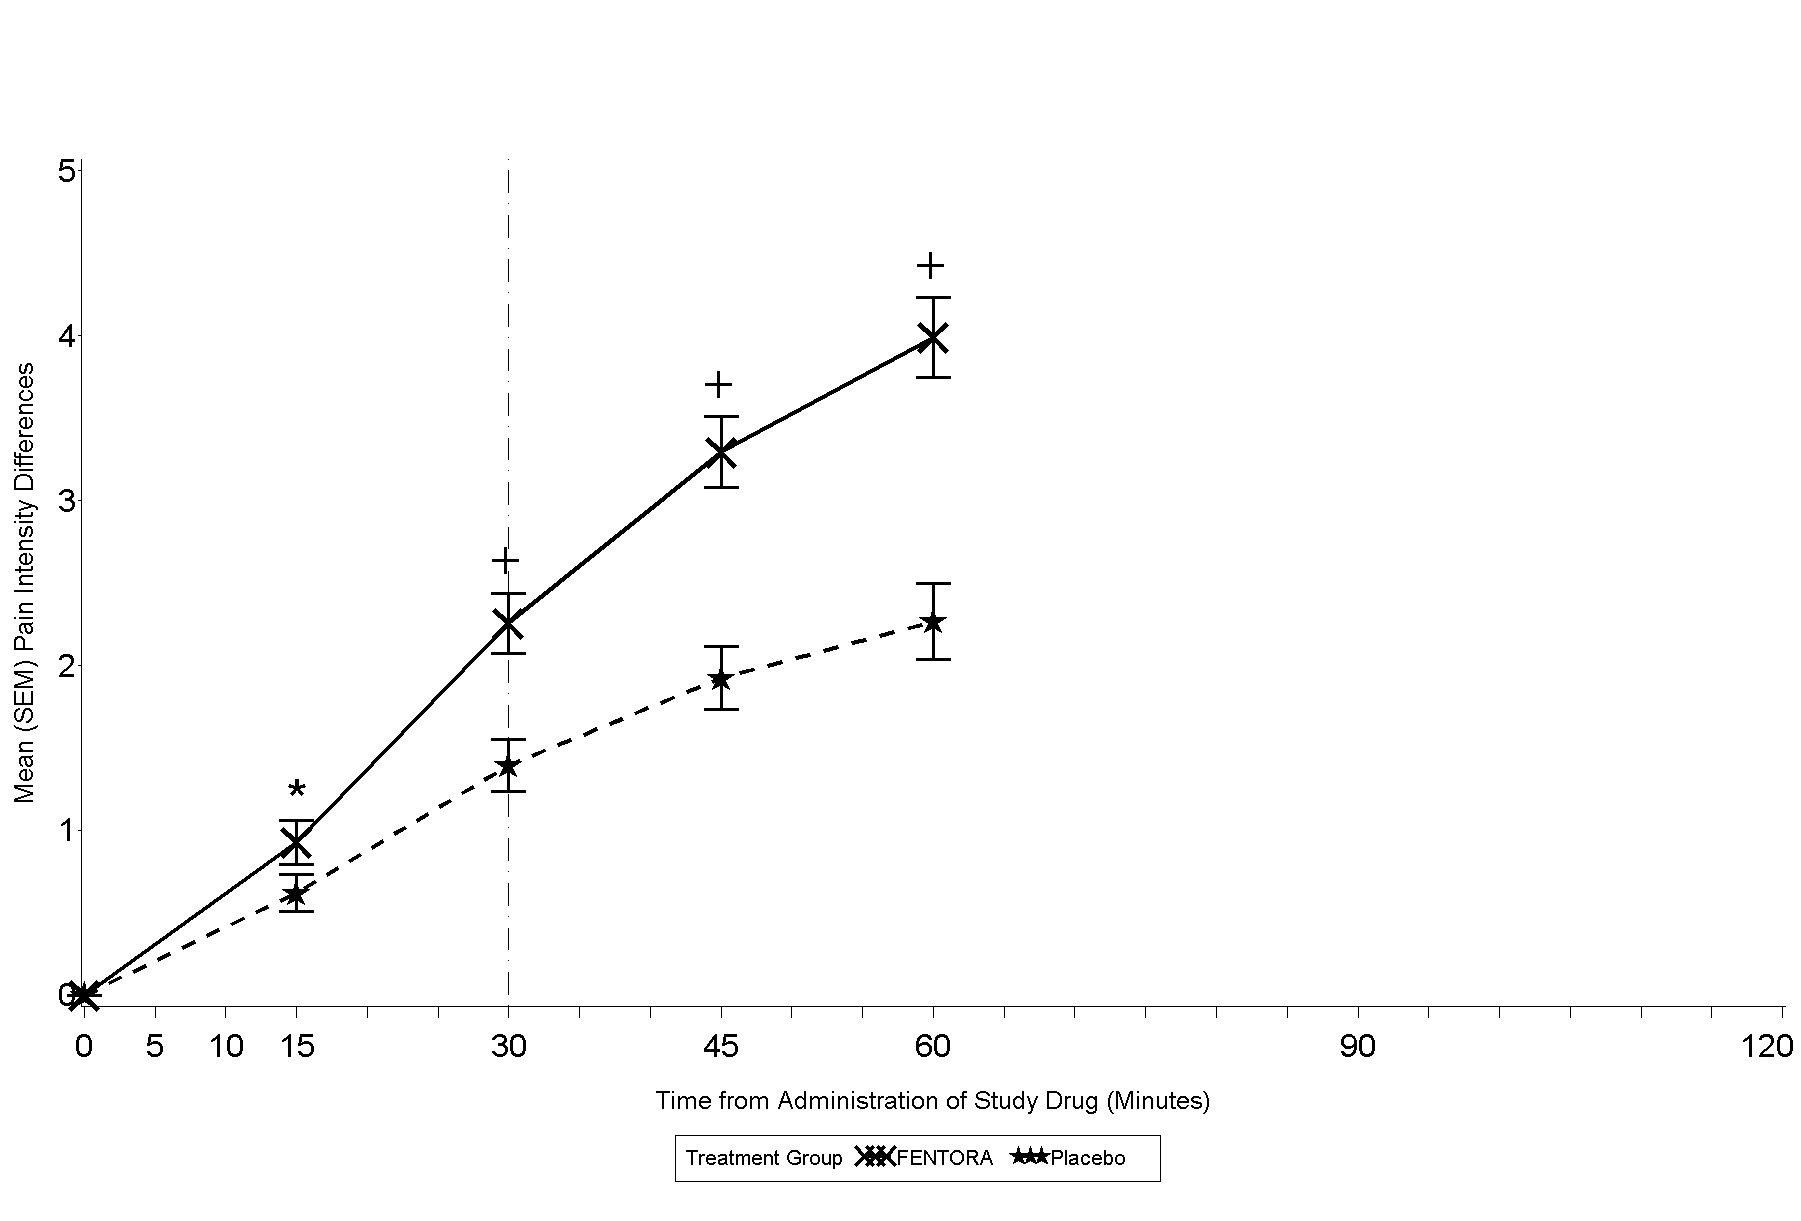 5
4
3
2
1
0
Mean (SEM) Pain Intensity Differences
*
+
+
+
0 5 10 15 30 45 60 90 120
Time from Administration of Study Drug (Minutes)
Treatment Group FENTORA Placebo